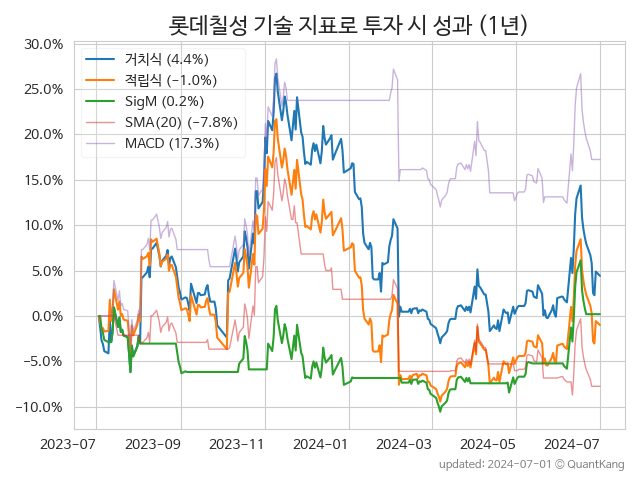 롯데칠성 기술 지표로 투자 시 성과 (1년)
30.0%
25.0%
20.0%
15.0%
10.0%
5.0%
0.0%
−5.0%
−10.0%
거치식 (4.4%)
적립식 (−1.0%)
SigM (0.2%)
SMA(20) (−7.8%)
MACD (17.3%)
2023-07 2023-09 2023-11 2024-01 2024-03 2024-05 2024-07
updated: 2024-07-01 © QuantKang